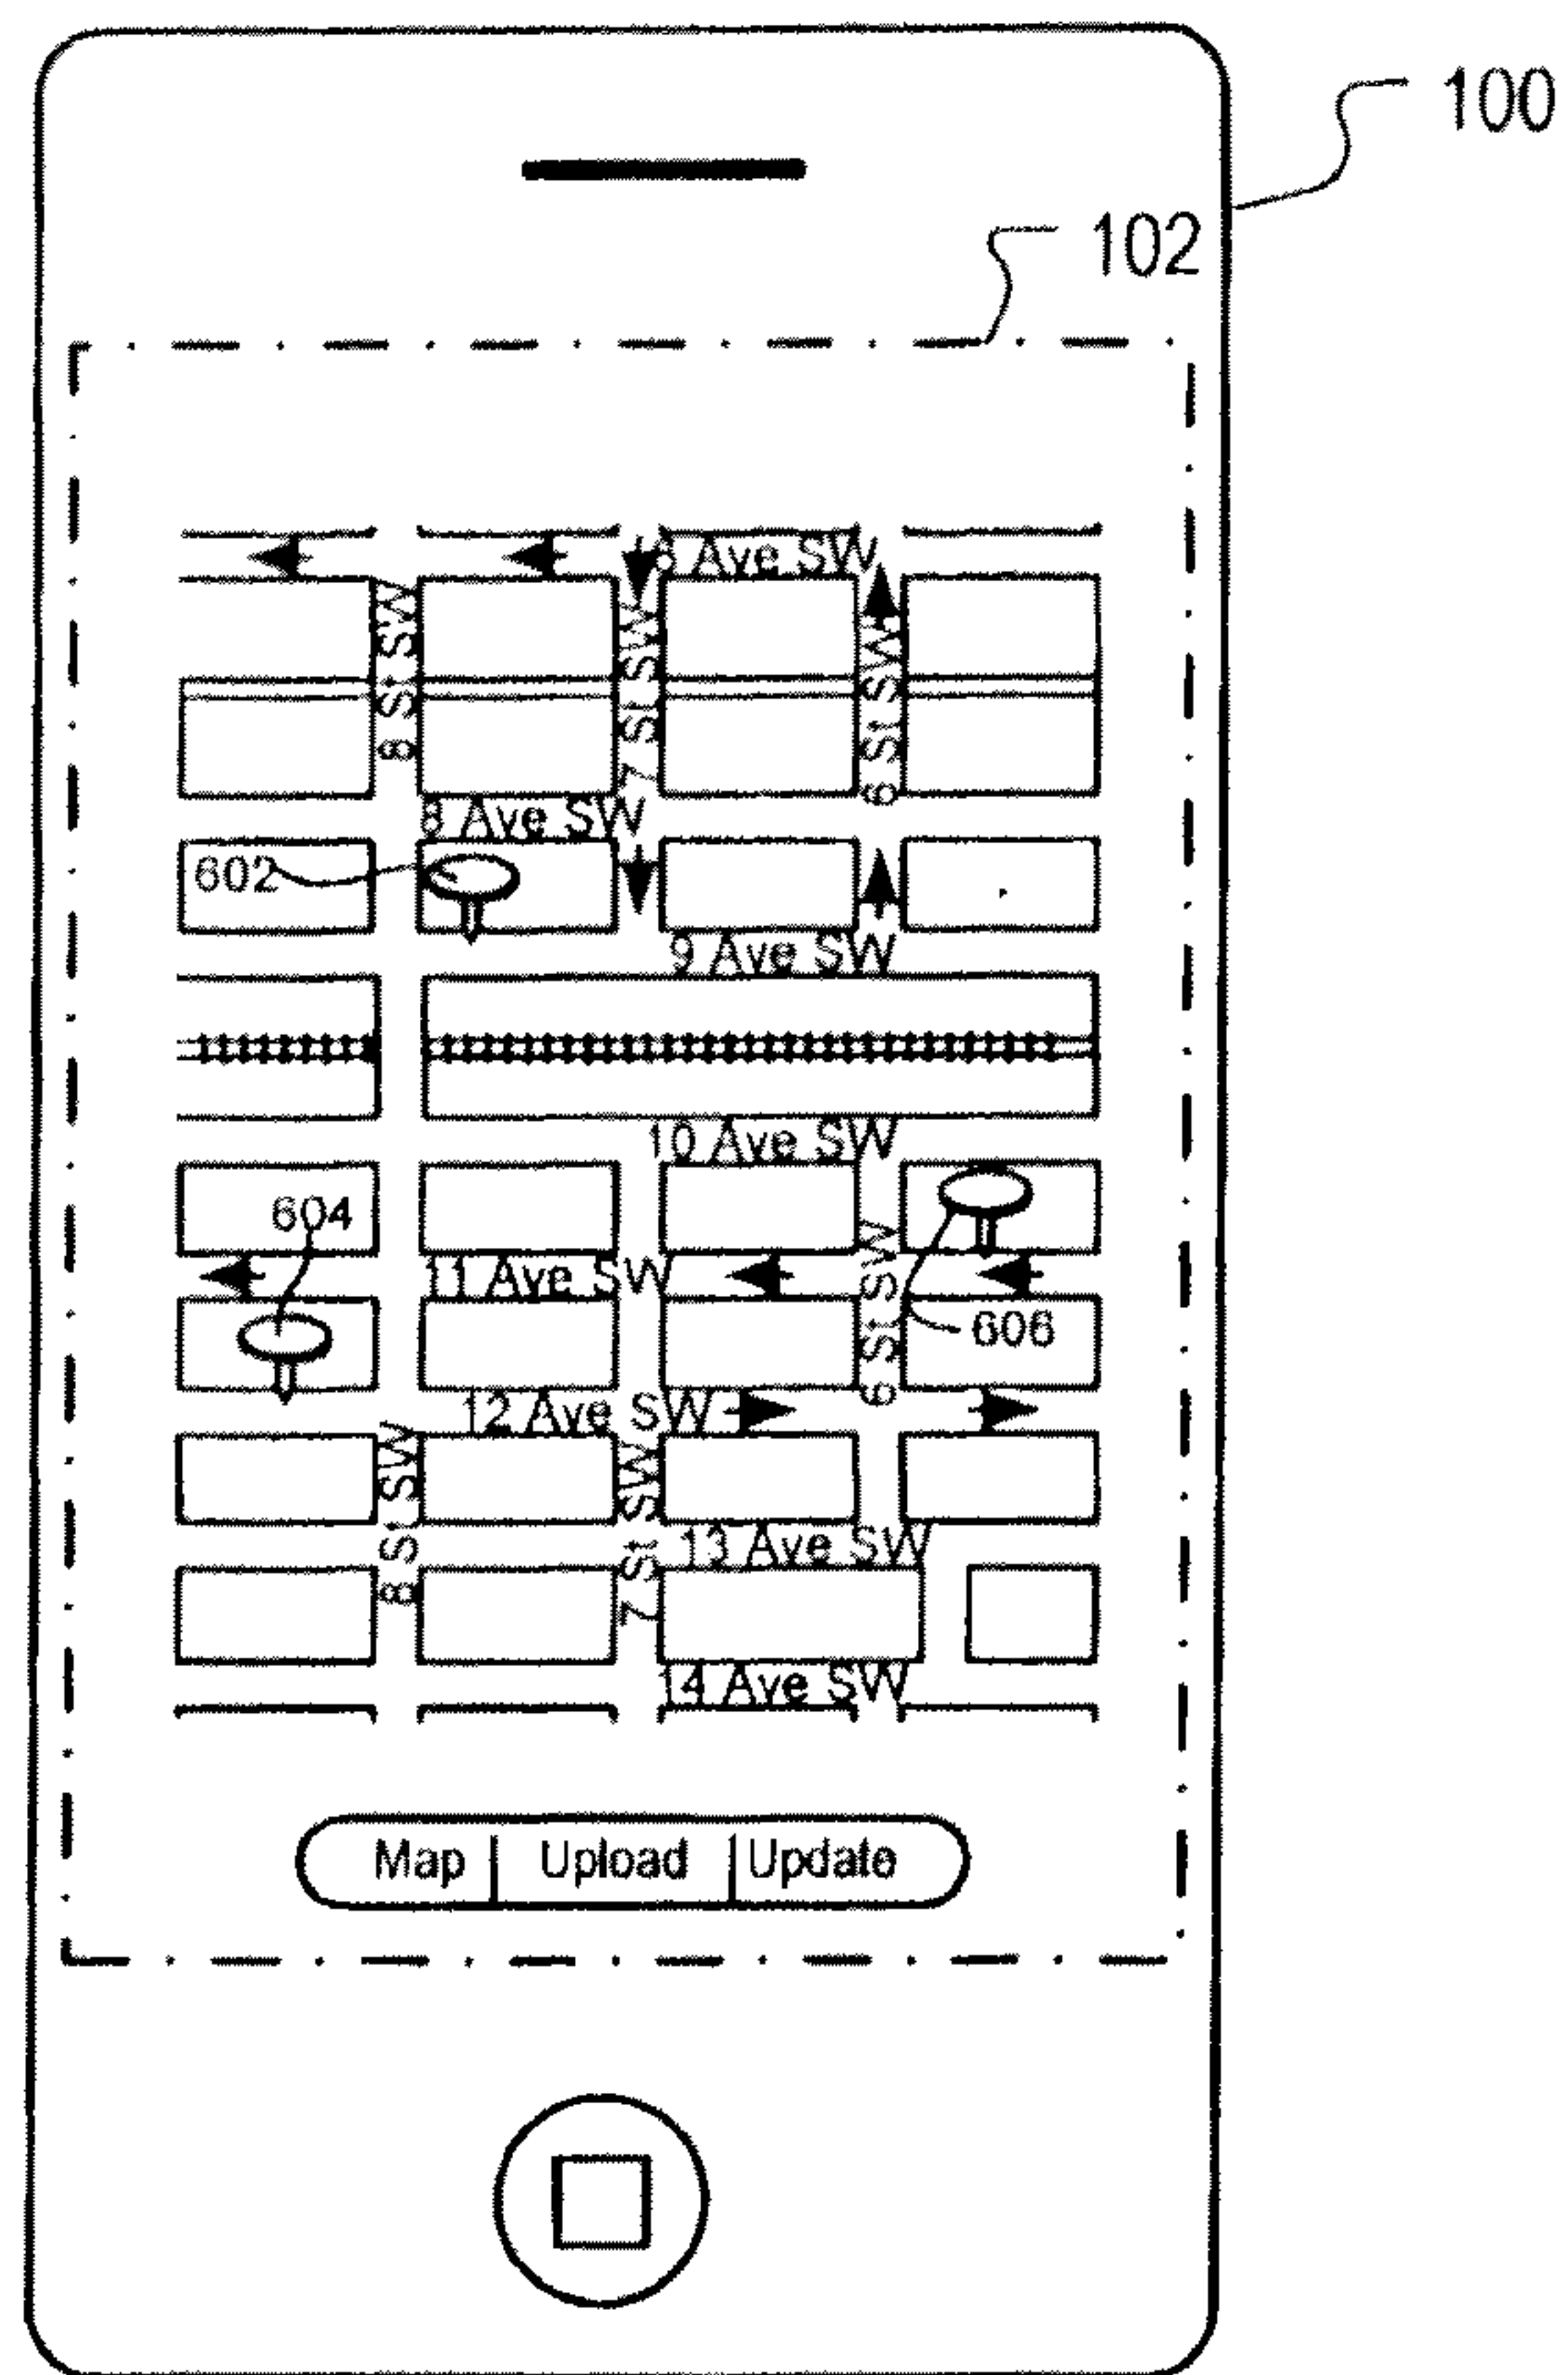 100
102
6 Ave SW
8 St SW
7 St SW
6 St SW
8 Ave SW
602
9 Ave SW
10 Ave SW
604
11 Ave SW
6 St SW
606
12 Ave SW
8 St SW
7 St SW
13 Ave SW
14 Ave SW
Map Upload Update